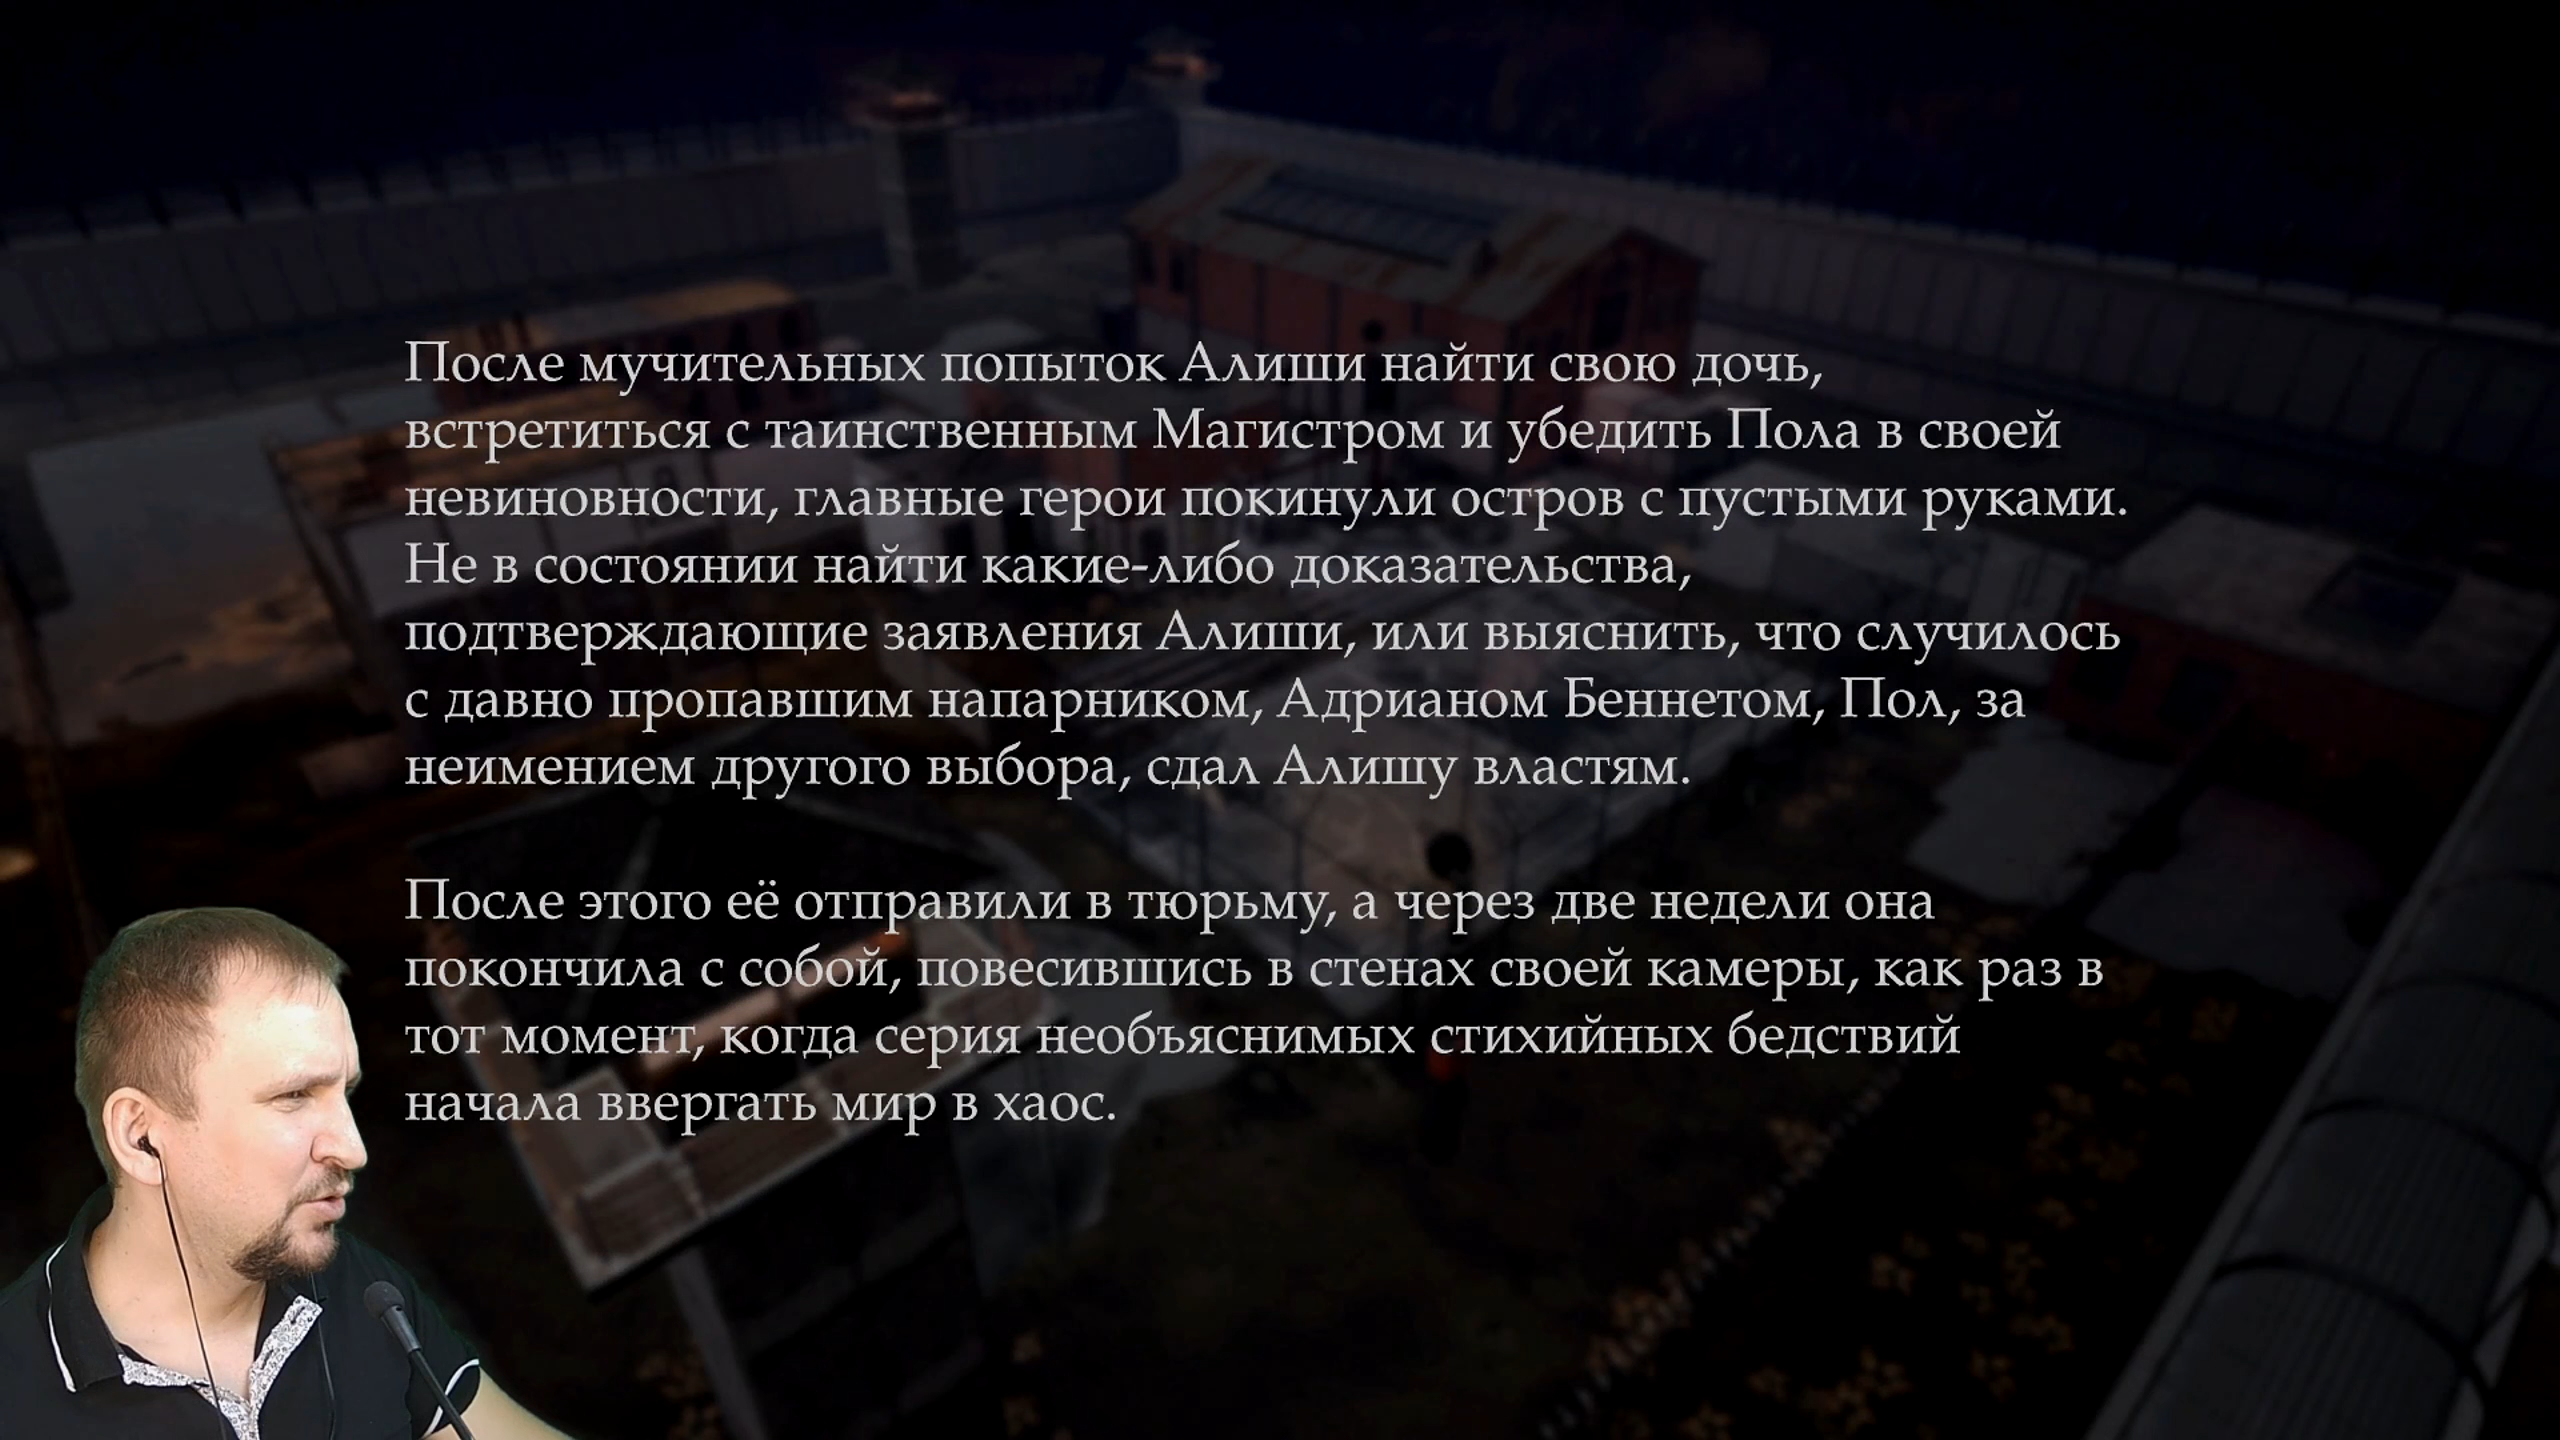 После мучительных попыток Алиши найти свою дочь,
встретиться с таинственным Магистром и убедить Пола в своей
невиновности, главные герои покинули остров с пустыми руками.
Не в состоянии найти какие-либо доказательства,
подтверждающие заявления Алиши, или выяснить, что случилось
с давно пропавшим напарником, Адрианом Беннетом, Пол, за
неимением другого выбора, сдал Алишу властям.
После этого её отправили в тюрьму, а через две недели она
покончила с собой, повесившись в стенах своей камеры, как раз в
тот момент, когда серия необъяснимых стихийных бедствий
начала ввергать мир в хаос.